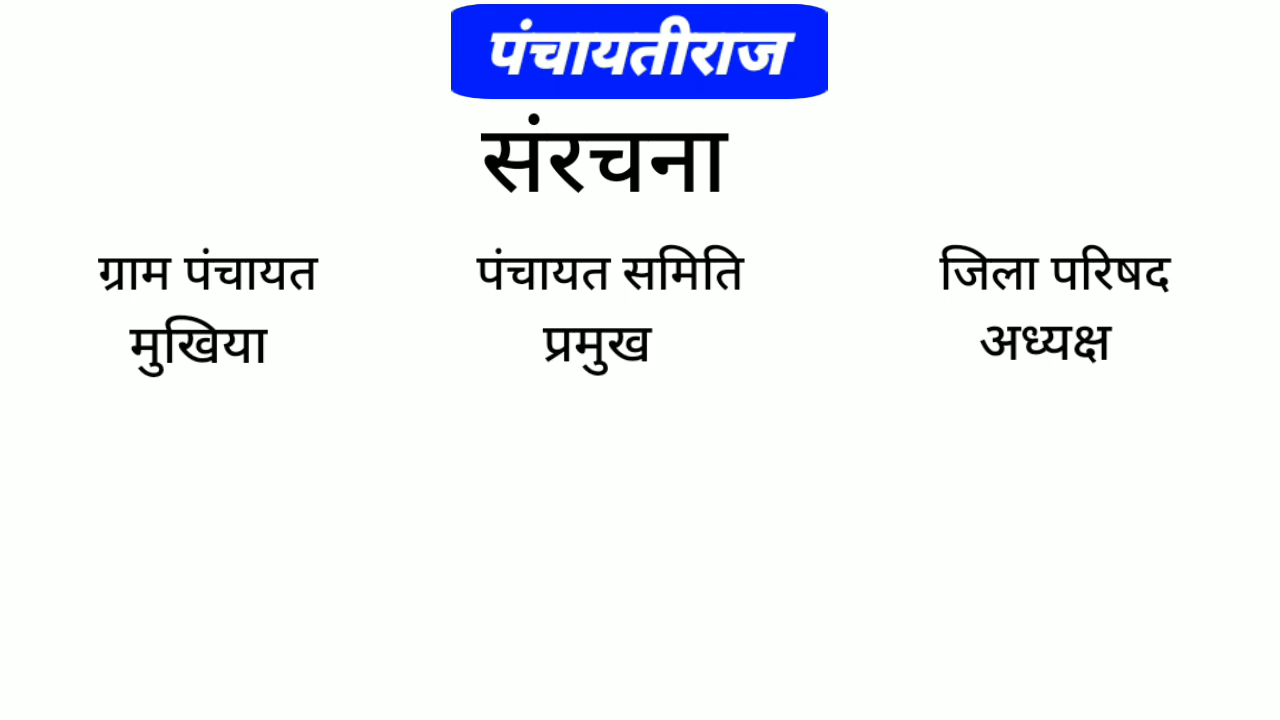 पंचायतीराज
संरचना
ग्राम पंचायत पंचायत समिति जिला परिषद
मुखिया प्रमुख अध्यक्ष